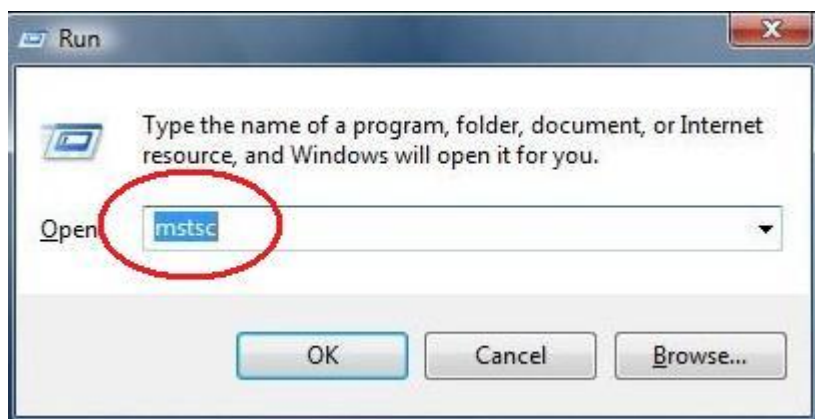 Run
Type the name of a program, folder, document, or Internet
resource, and Windows will open it for you.
Open
mstsc
OK Cancel Browse...